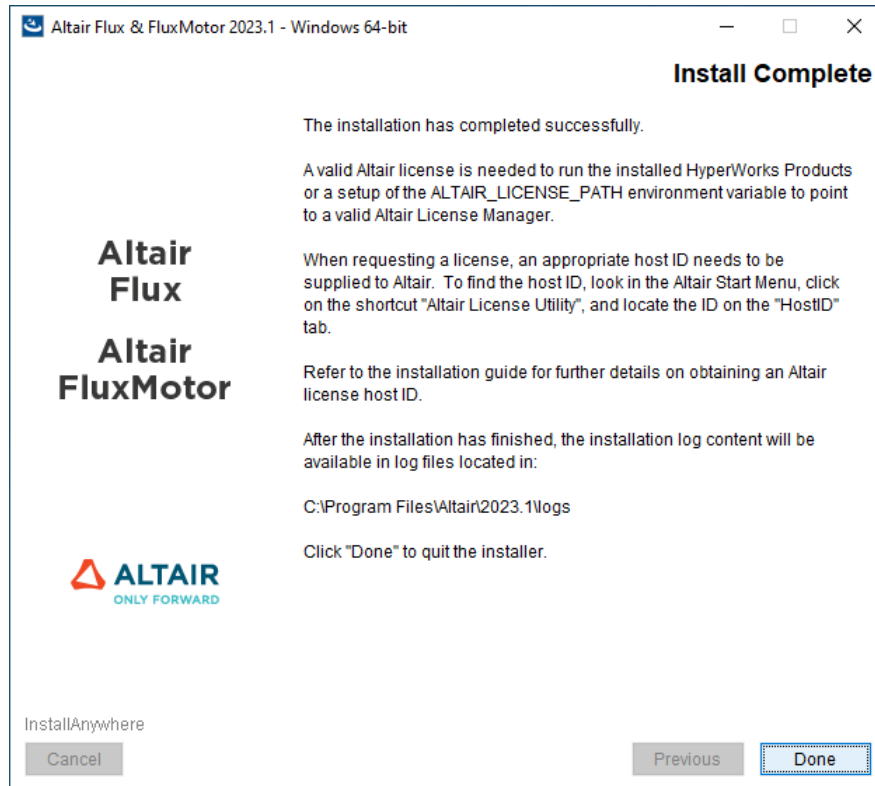 Altair Flux & FluxMotor 2023.1 - Windows 64-bit
Install Complete
The installation has completed successfully.
A valid Altair license is needed to run the installed HyperWorks Products
or a setup of the ALTAIR_LICENSE_PATH environment variable to point
to a valid Altair License Manager.
When requesting a license, an appropriate host ID needs to be
supplied to Altair.  To find the host ID, look in the Altair Start Menu, click
on the shortcut "Altair License Utility", and locate the ID on the "HostID"
tab.
Refer to the installation guide for further details on obtaining an Altair
license host ID.
After the installation has finished, the installation log content will be
available in log files located in:
C:\Program Files\Altair\2023.1\logs
Click "Done" to quit the installer.
Altair
Flux
Altair
FluxMotor
ALTAIR
ONLY FORWARD
InstallAnywhere
Cancel
Previous
Done